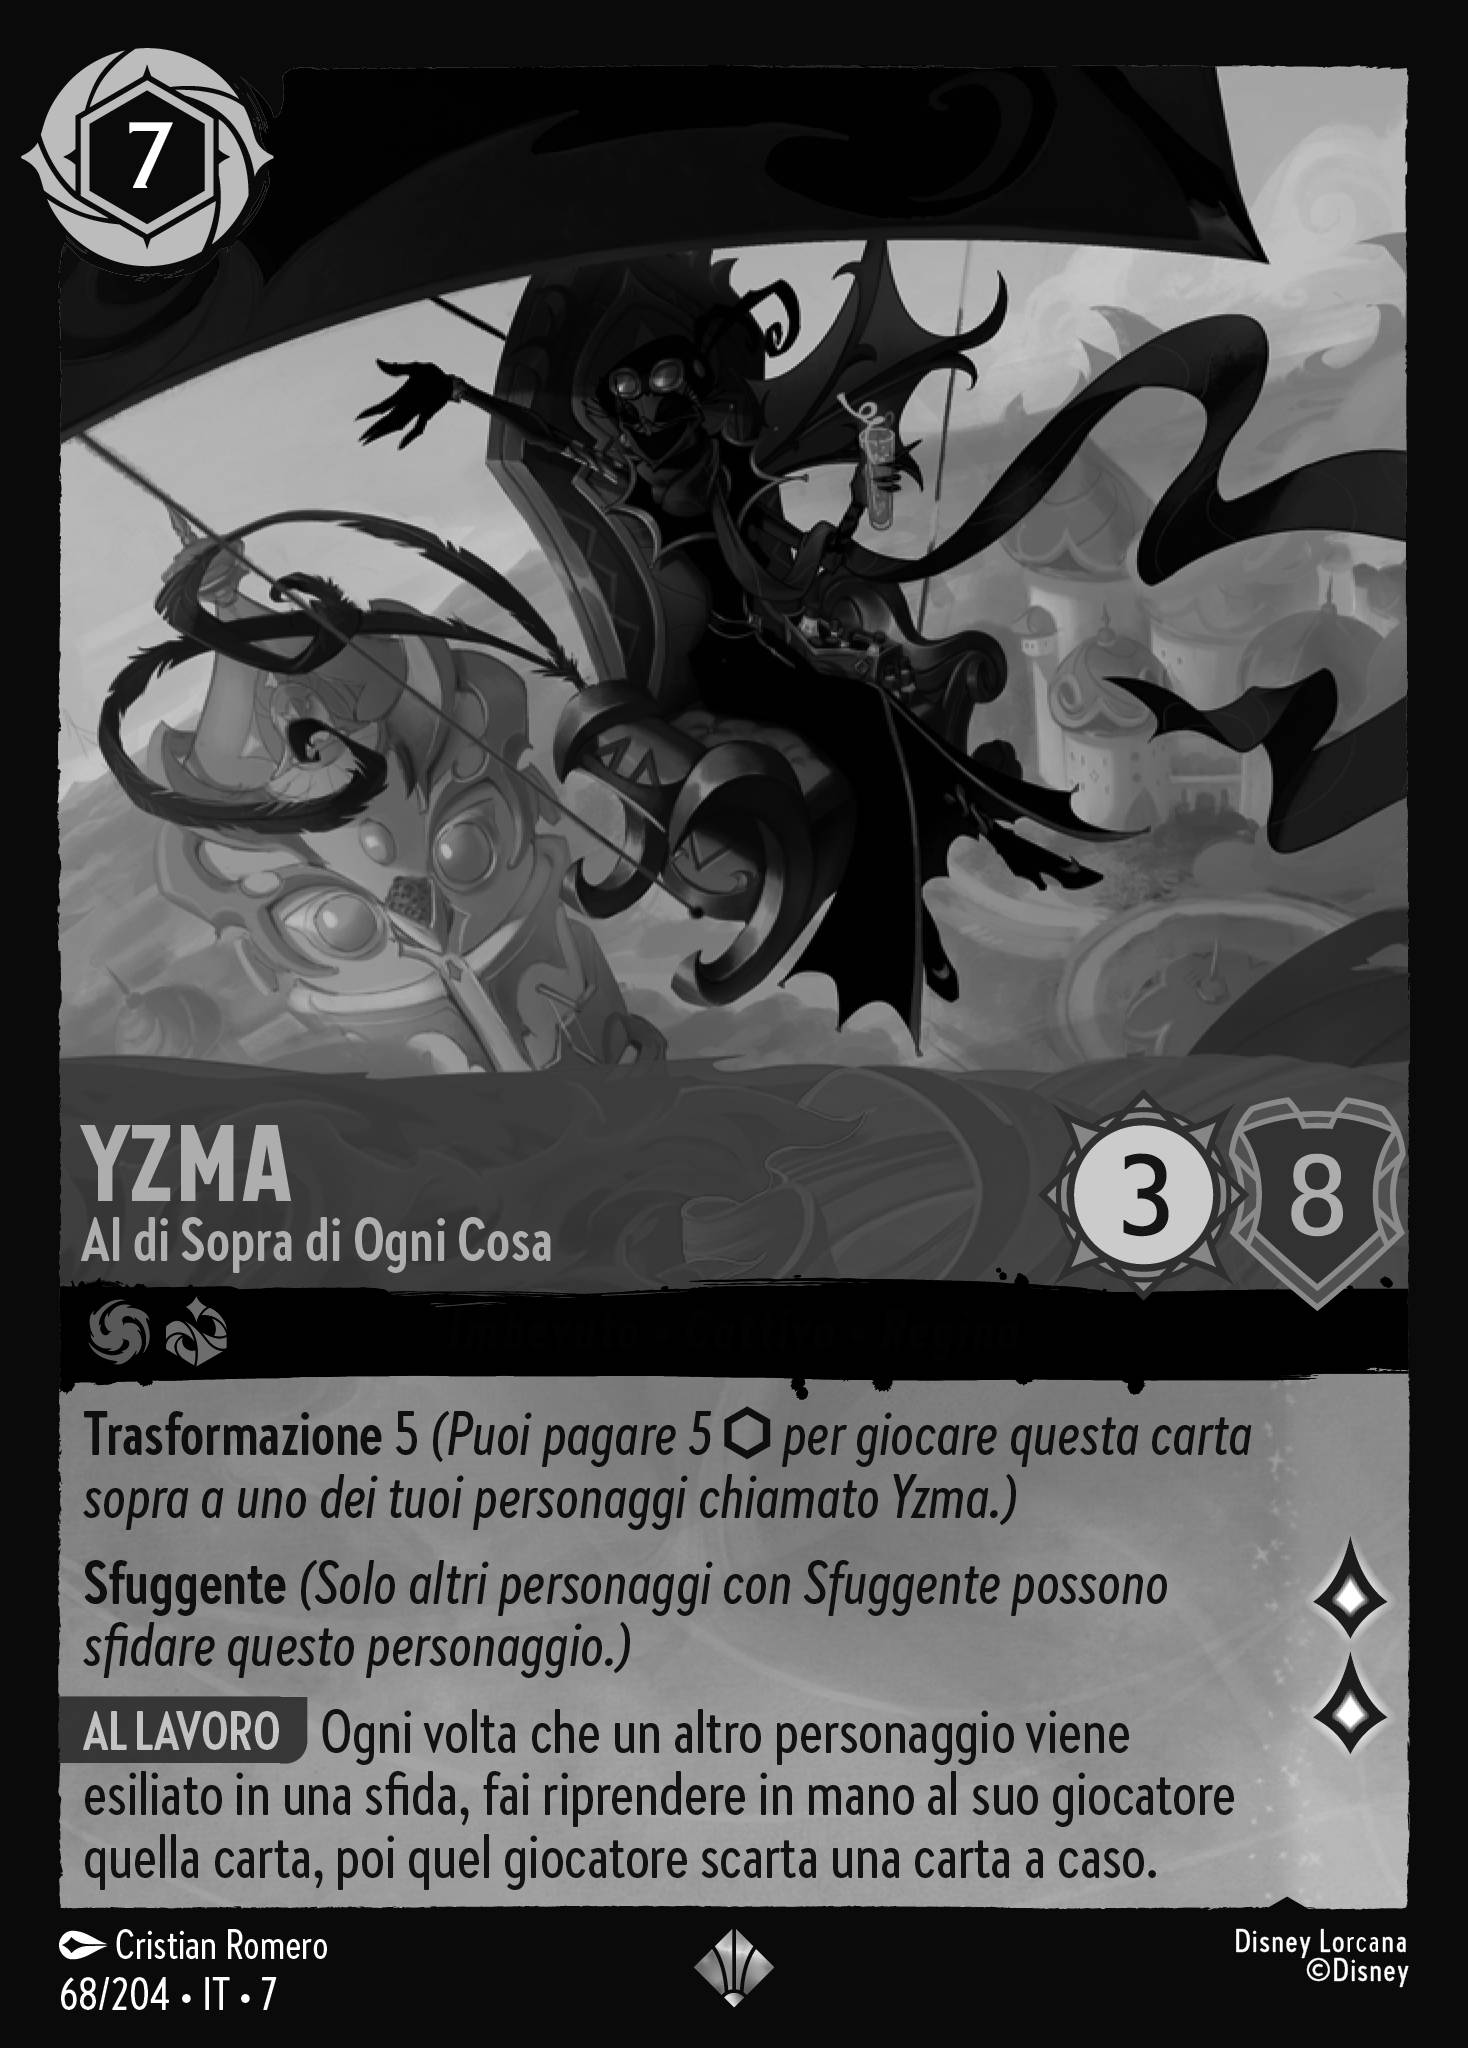 7
YZMA
Al di Sopra di Ogni Cosa
3
8
Trasformazione 5 (Puoi pagare 5 per giocare questa carta
sopra a uno dei tuoi personaggi chiamato Yzma.)
Sfuggente (Solo altri personaggi con Sfuggente possono
sfidare questo personaggio.)
AL LAVORO Ogni volta che un altro personaggio viene
esiliato in una sfida, fai riprendere in mano al suo giocatore
quella carta, poi quel giocatore scarta una carta a caso.
Cristian Romero
68/204 • IT • 7
Disney Lorcana
©Disney